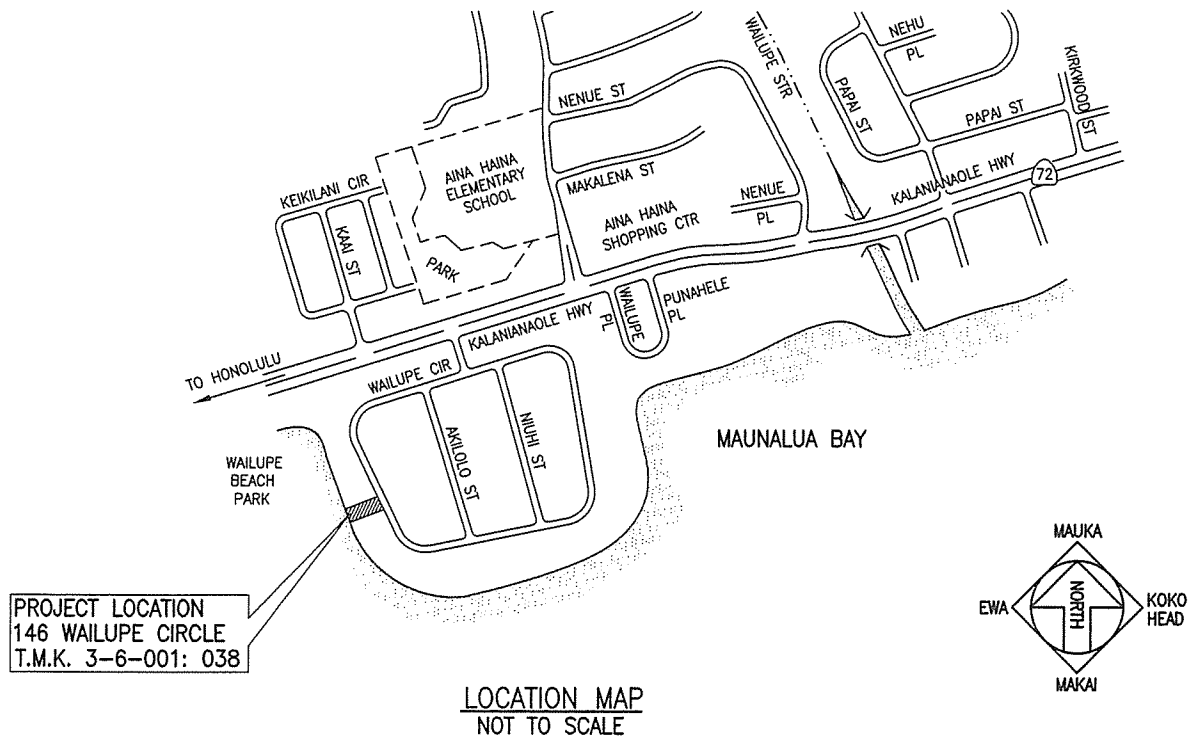 WAILUPE STR
NEHU
PL
KIRKWOOD ST
PAPAI ST
PAPAI ST
NENUE ST
MAKALENA ST
KALANIANAOLE HWY
72
NENUE
PL
AINA HAINA
ELEMENTARY
SCHOOL
AINA HAINA
SHOPPING CTR
KEIKILANI CIR
KAAI ST
PARK
WAILUPE
PL
PUNAHELE
PL
KALANIANAOLE HWY
TO HONOLULU
WAILUPE CIR
AKILOLO ST
NIUHI ST
MAUNALUA BAY
WAILUPE
BEACH
PARK
PROJECT LOCATION
146 WAILUPE CIRCLE
T.M.K. 3-6-001: 038
MAUKA
EWA
NORTH
KOKO
HEAD
MAKAI
LOCATION MAP
NOT TO SCALE